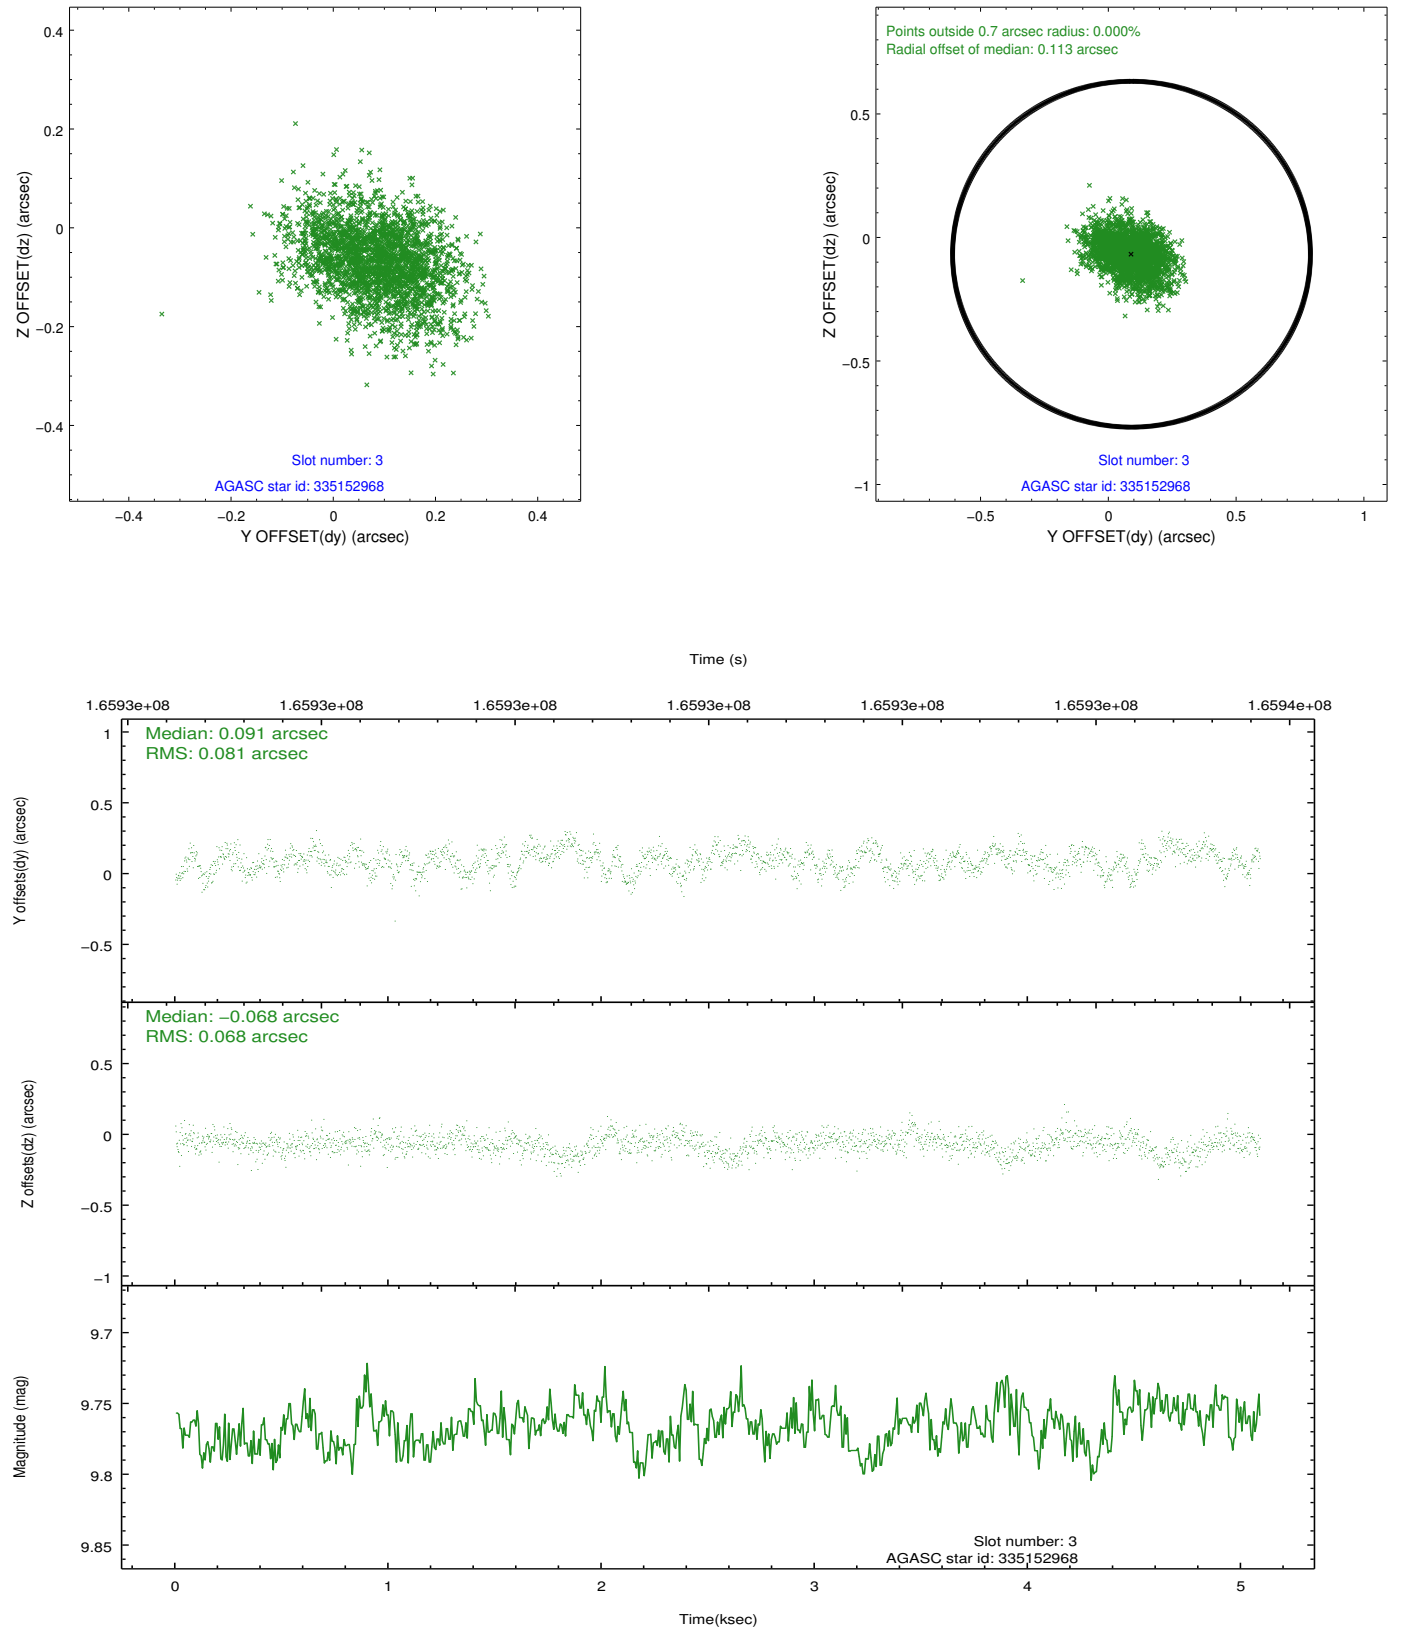 0.4
0.2
0
−0.2
−0.4
Z OFFSET(dz) (arcsec)
Slot number: 3
AGASC star id: 335152968
−0.4 −0.2 0 0.2 0.4
Y OFFSET(dy) (arcsec)
Points outside 0.7 arcsec radius: 0.000%
Radial offset of median: 0.113 arcsec
0.5
0
−0.5
−1
Z OFFSET(dz) (arcsec)
Slot number: 3
AGASC star id: 335152968
−0.5 0 0.5 1
Y OFFSET(dy) (arcsec)
Time (s)
1.6593e+08 1.6593e+08 1.6593e+08 1.6593e+08 1.6593e+08 1.6593e+08 1.6594e+08
Median: 0.091 arcsec
RMS: 0.081 arcsec
1
0.5
0
−0.5
Y offsets(dy) (arcsec)
Median: −0.068 arcsec
RMS: 0.068 arcsec
0.5
0
−0.5
−1
Z offsets(dz) (arcsec)
9.7
9.75
9.8
9.85
Magnitude (mag)
Slot number: 3
AGASC star id: 335152968
0 1 2 3 4 5
Time(ksec)